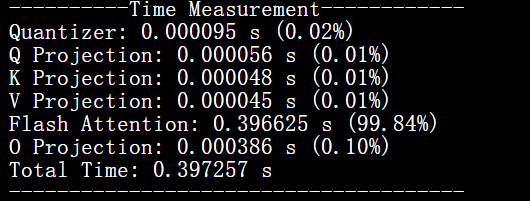 ----------Time Measurement------------
Quantizer: 0.000095 s (0.02%)
Q Projection: 0.000056 s (0.01%)
K Projection: 0.000048 s (0.01%)
V Projection: 0.000045 s (0.01%)
Flash Attention: 0.396625 s (99.84%)
O Projection: 0.000386 s (0.10%)
Total Time: 0.397257 s
--------------------------------------